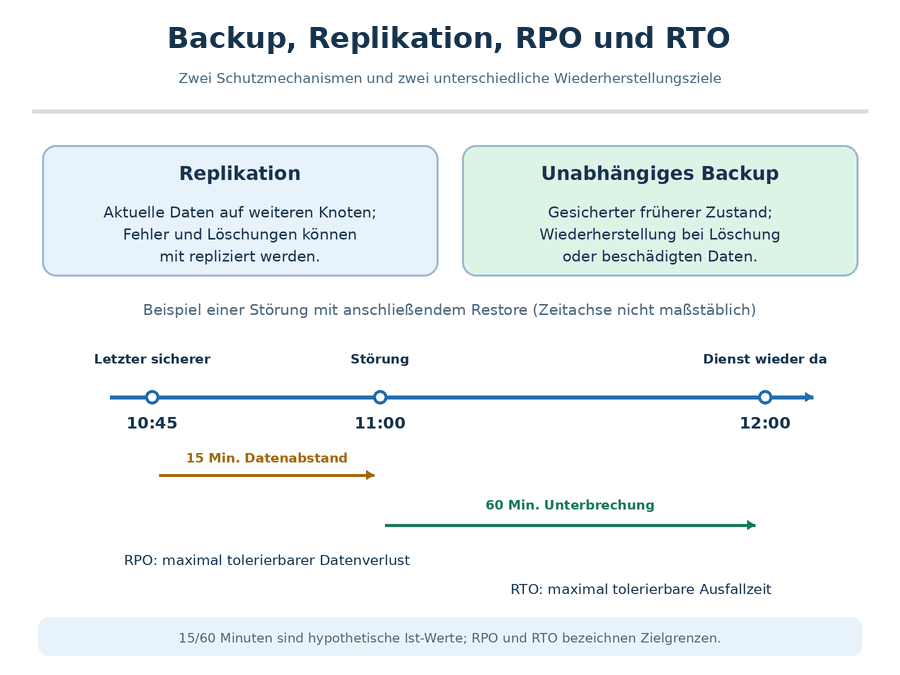 Backup, Replikation, RPO und RTO
Zwei Schutzmechanismen und zwei unterschiedliche Wiederherstellungsziele
Replikation
Aktuelle Daten auf weiteren Knoten;
Fehler und Löschungen können
mit repliziert werden.
Unabhängiges Backup
Gesicherter früherer Zustand;
Wiederherstellung bei Löschung
oder beschädigten Daten.
Beispiel einer Störung mit anschließendem Restore (Zeitachse nicht maßstäblich)
Letzter sicherer
Störung
Dienst wieder da
10:45
11:00
12:00
15 Min. Datenabstand
60 Min. Unterbrechung
RPO: maximal tolerierbarer Datenverlust
RTO: maximal tolerierbare Ausfallzeit
15/60 Minuten sind hypothetische Ist-Werte; RPO und RTO bezeichnen Zielgrenzen.